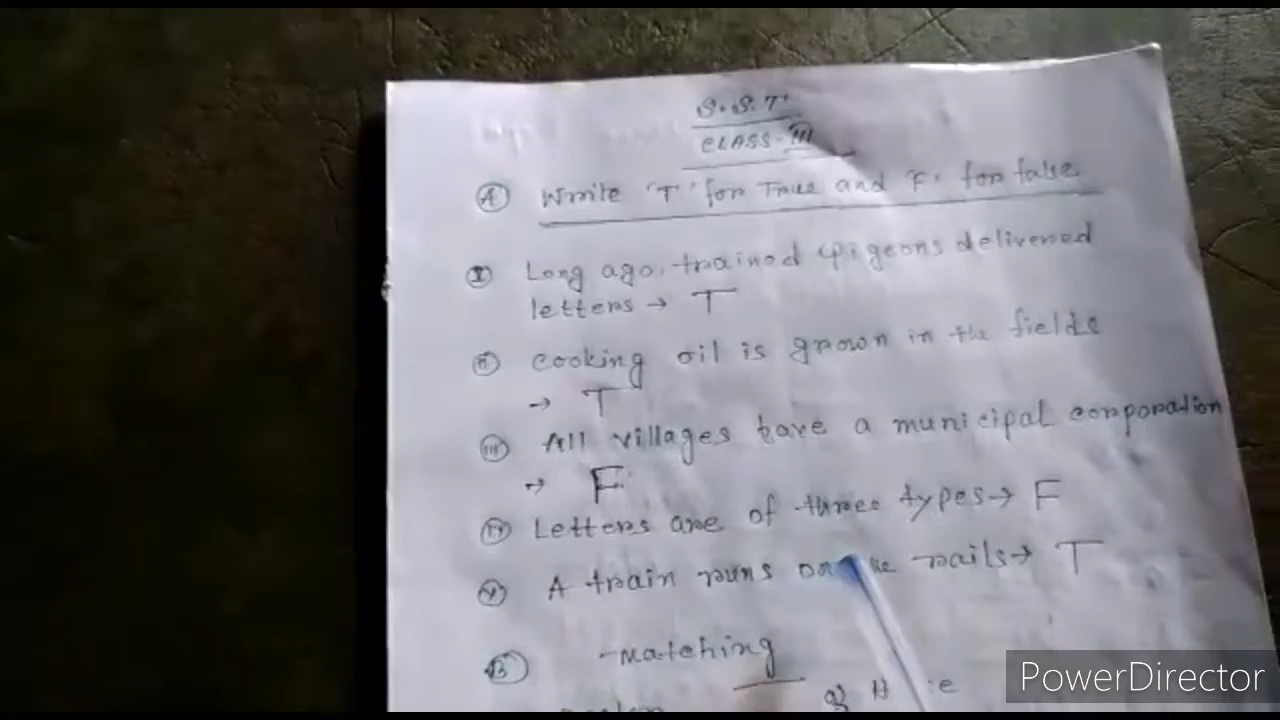 S.S.T
CLASS-III
A Write 'T' for True and 'F' for false
I Long ago, trained pigeons delivered
letters → T
II cooking oil is grown in the fields
→ T
III All villages have a municipal corporation
→ F
IV Letters are of three types → F
V A train runs on rails → T
B matching
a)
PowerDirector